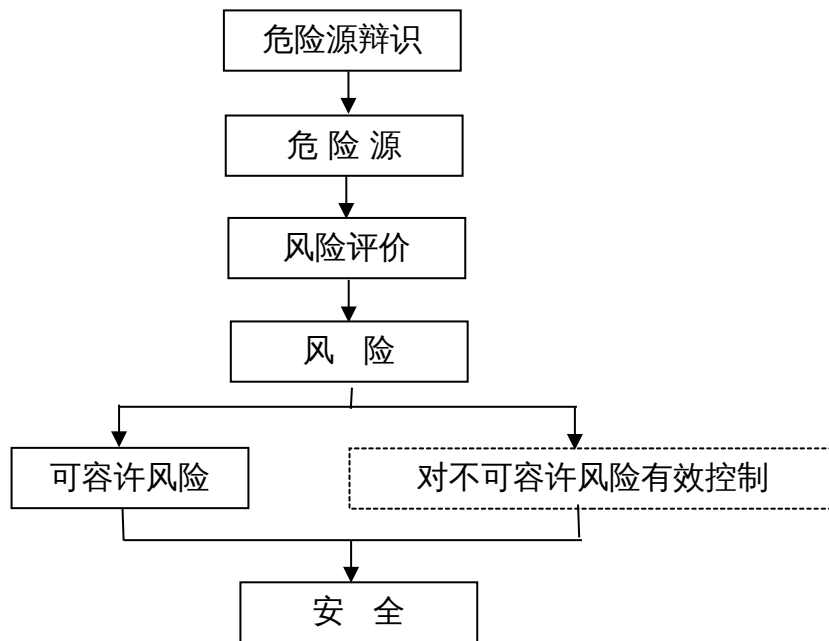 危险源辩识
危 险 源
风险评价
风 险
可容许风险
对不可容许风险有效控制
安 全